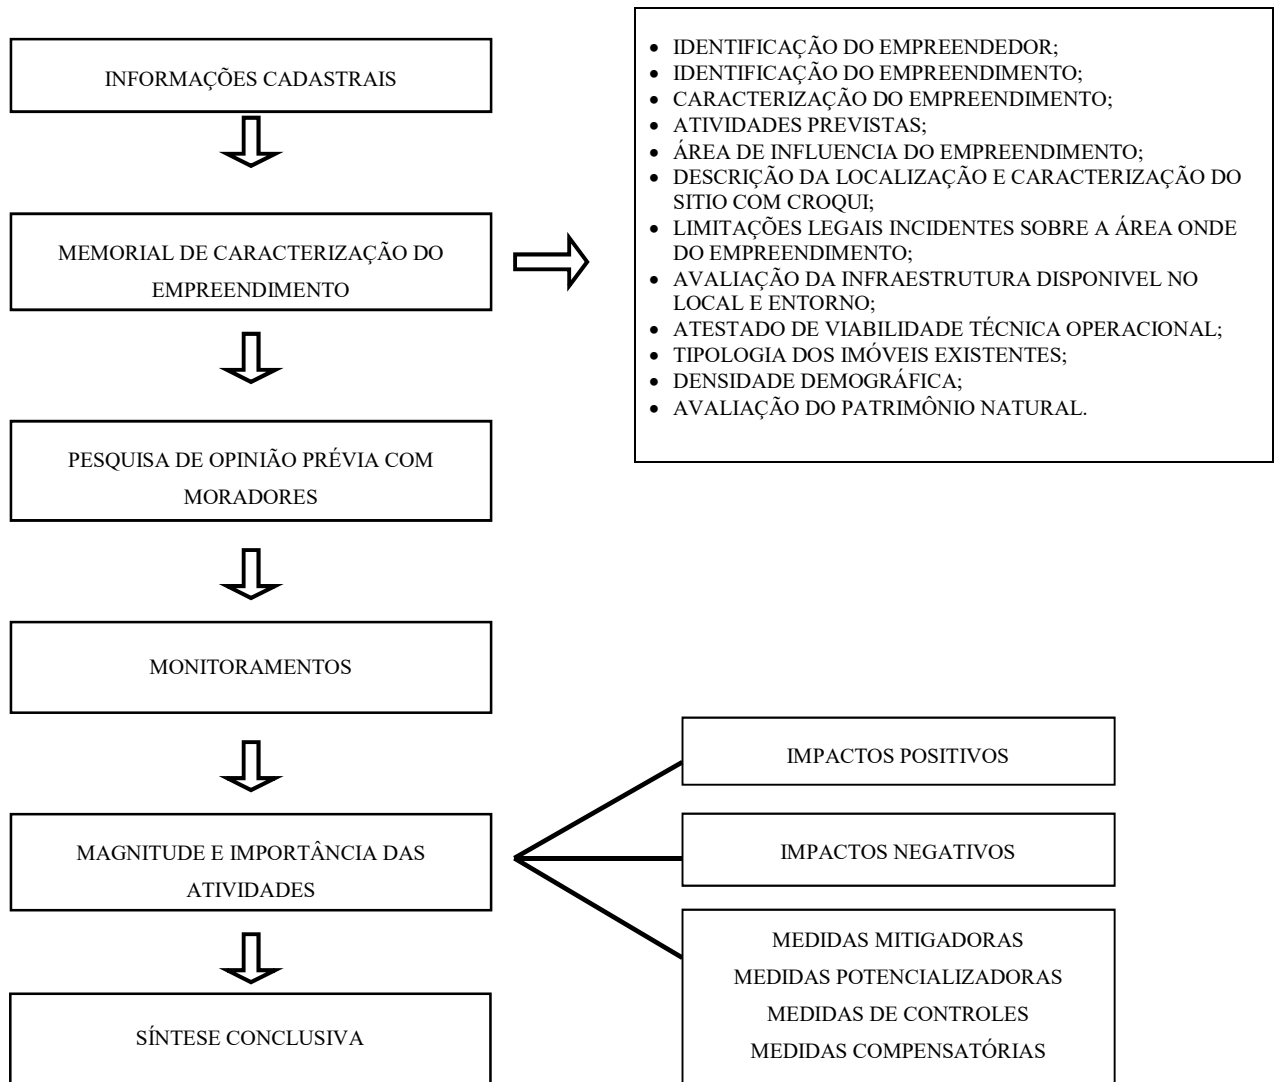 INFORMAÇÕES CADASTRAIS
MEMORIAL DE CARACTERIZAÇÃO DO
EMPREENDIMENTO
• IDENTIFICAÇÃO DO EMPREENDEDOR;
• IDENTIFICAÇÃO DO EMPREENDIMENTO;
• CARACTERIZAÇÃO DO EMPREENDIMENTO;
• ATIVIDADES PREVISTAS;
• ÁREA DE INFLUENCIA DO EMPREENDIMENTO;
• DESCRIÇÃO DA LOCALIZAÇÃO E CARACTERIZAÇÃO DO
SITIO COM CROQUI;
• LIMITAÇÕES LEGAIS INCIDENTES SOBRE A ÁREA ONDE
DO EMPREENDIMENTO;
• AVALIAÇÃO DA INFRAESTRUTURA DISPONIVEL NO
LOCAL E ENTORNO;
• ATESTADO DE VIABILIDADE TÉCNICA OPERACIONAL;
• TIPOLOGIA DOS IMÓVEIS EXISTENTES;
• DENSIDADE DEMOGRÁFICA;
• AVALIAÇÃO DO PATRIMÔNIO NATURAL.
PESQUISA DE OPINIÃO PRÉVIA COM
MORADORES
MONITORAMENTOS
MAGNITUDE E IMPORTÂNCIA DAS
ATIVIDADES
IMPACTOS POSITIVOS
IMPACTOS NEGATIVOS
MEDIDAS MITIGADORAS
MEDIDAS POTENCIALIZADORAS
MEDIDAS DE CONTROLES
MEDIDAS COMPENSATÓRIAS
SÍNTESE CONCLUSIVA